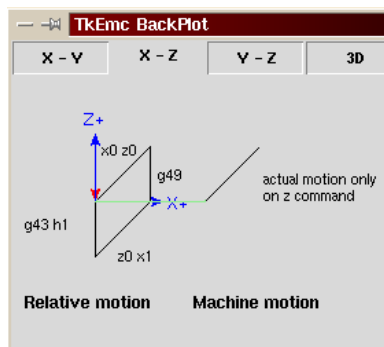 TkEmc BackPlot
X - Y
X - Z
Y - Z
3D
Z+
x0 z0
g49
X+
actual motion only
on z command
g43 h1
z0 x1
Relative motion
Machine motion